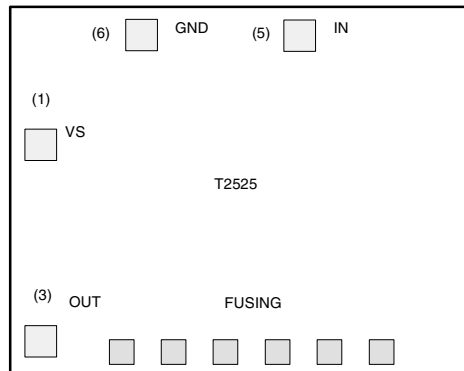 (6) GND (5) IN
(1)
VS
T2525
(3)
OUT FUSING